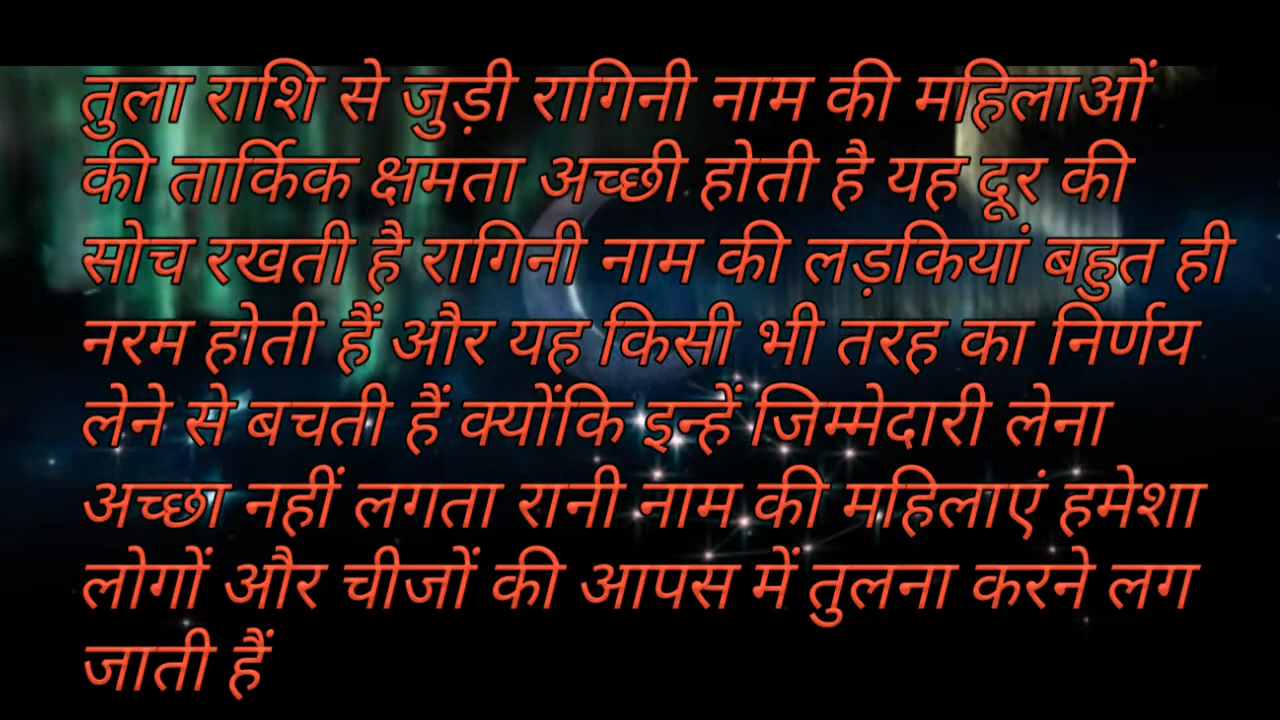 तुला राशि से जुड़ी रागिनी नाम की महिलाओं
की तार्किक क्षमता अच्छी होती है यह दूर की
सोच रखती है रागिनी नाम की लड़कियां बहुत ही
नरम होती हैं और यह किसी भी तरह का निर्णय
लेने से बचती हैं क्योंकि इन्हें जिम्मेदारी लेना
अच्छा नहीं लगता रानी नाम की महिलाएं हमेशा
लोगों और चीजों की आपस में तुलना करने लग
जाती हैं